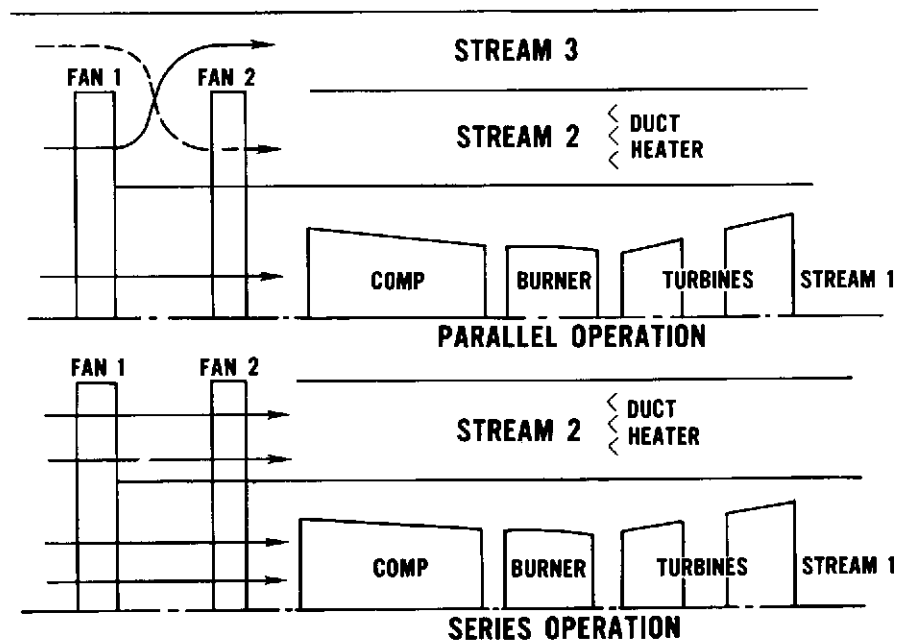 STREAM 3
FAN 1 FAN 2
STREAM 2 DUCT HEATER
COMP BURNER TURBINES STREAM 1
PARALLEL OPERATION
FAN 1 FAN 2
STREAM 2 DUCT HEATER
COMP BURNER TURBINES STREAM 1
SERIES OPERATION